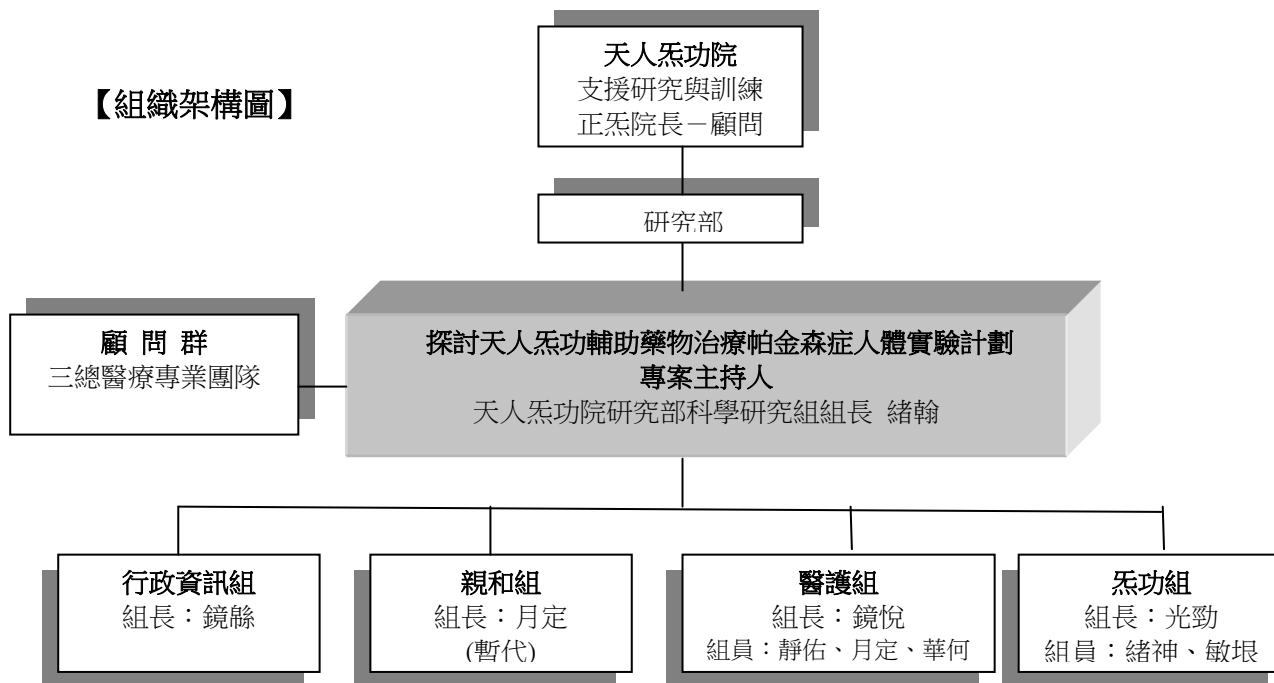 天人炁功院
支援研究與訓練
正炁院長－顧問
【組織架構圖】
研究部
顧 問 群
三總醫療專業團隊
探討天人炁功輔助藥物治療帕金森症人體實驗計劃
專案主持人
天人炁功院研究部科學研究組組長 緒翰
行政資訊組
組長：鏡緜
親和組
組長：月定
(暫代)
醫護組
組長：鏡悅
組員：靜佑、月定、華何
炁功組
組長：光勁
組員：緒神、敏垠